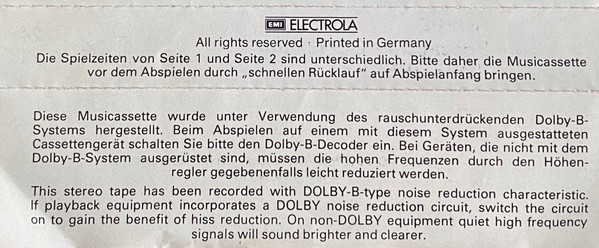 EMI ELECTROLA
All rights reserved · Printed in Germany
Die Spielzeiten von Seite 1 und Seite 2 sind unterschiedlich. Bitte daher die Musicassette
vor dem Abspielen durch „schnellen Rücklauf" auf Abspielanfang bringen.
Diese Musicassette wurde unter Verwendung des rauschunterdrückenden Dolby-B-
Systems hergestellt. Beim Abspielen auf einem mit diesem System ausgestatteten
Cassettengerät schalten Sie bitte den Dolby-B-Decoder ein. Bei Geräten, die nicht mit dem
Dolby-B-System ausgerüstet sind, müssen die hohen Frequenzen durch den Höhen-
regler gegebenenfalls leicht reduziert werden.
This stereo tape has been recorded with DOLBY-B-type noise reduction characteristic.
If playback equipment incorporates a DOLBY noise reduction circuit, switch the circuit
on to gain the benefit of hiss reduction. On non-DOLBY equipment quiet high frequency
signals will sound brighter and clearer.